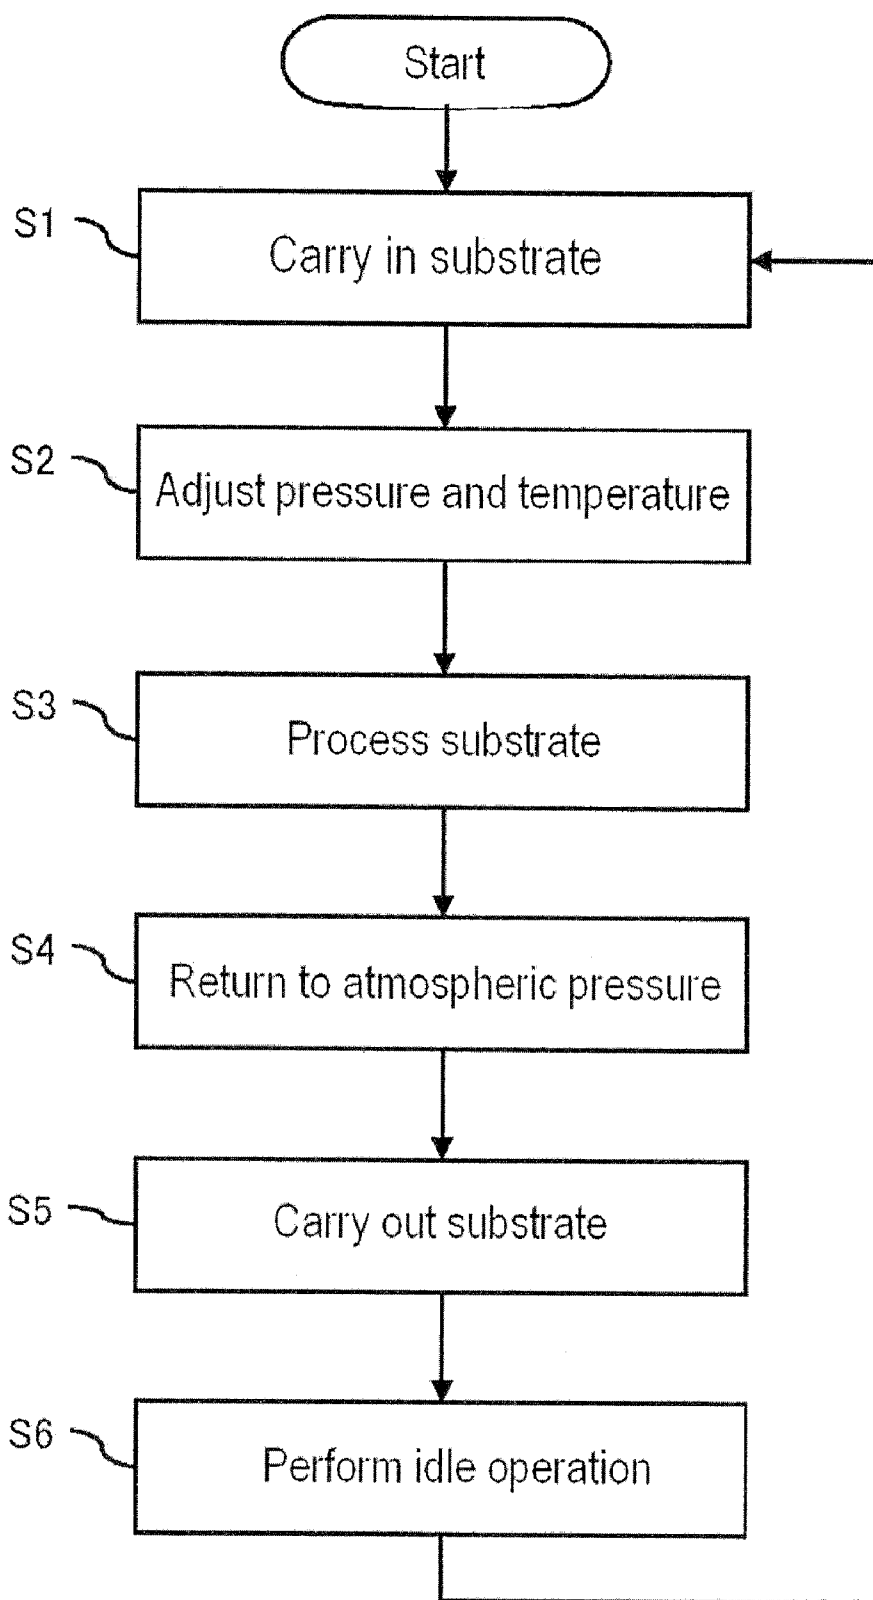 Start
S1
Carry in substrate
S2
Adjust pressure and temperature
S3
Process substrate
S4
Return to atmospheric pressure
S5
Carry out substrate
S6
Perform idle operation